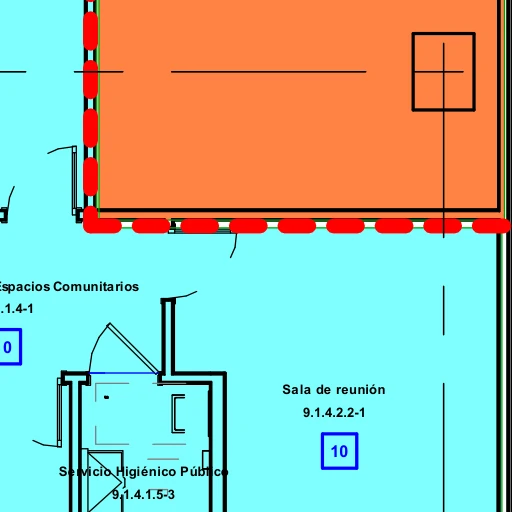 Espacios Comunitarios
.1.4-1
0
Sala de reunión
9.1.4.2.2-1
10
Servicio Higiénico Público
9.1.4.1.5-3